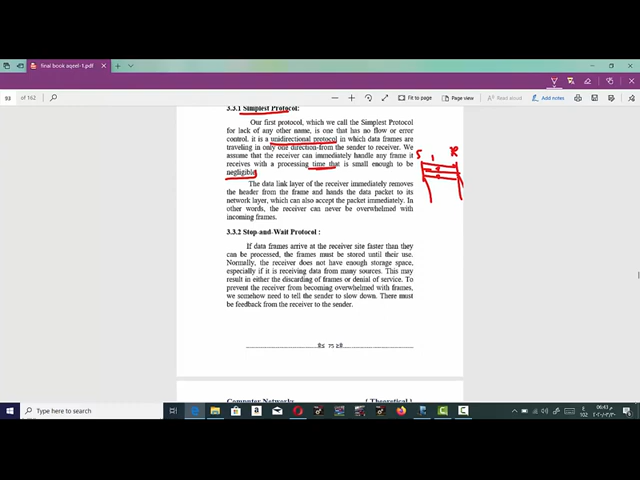 final book aqeel-1.pdf
93 of 162
Fit to page
Page view
Add notes
3.3.1 Simplest Protocol:
Our first protocol, which we call the Simplest Protocol
for lack of any other name, is one that has no flow or error
control. it is a unidirectional protocol in which data frames are
traveling in only one direction-from the sender to receiver. We
assume that the receiver can immediately handle any frame it
receives with a processing time that is small enough to be
negligible.
S 1 R
The data link layer of the receiver immediately removes
the header from the frame and hands the data packet to its
network layer, which can also accept the packet immediately. In
other words, the receiver can never be overwhelmed with
incoming frames.
3.3.2 Stop-and-Wait Protocol :
If data frames arrive at the receiver site faster than they
can be processed, the frames must be stored until their use.
Normally, the receiver does not have enough storage space,
especially if it is receiving data from many sources. This may
result in either the discarding of frames or denial of service. To
prevent the receiver from becoming overwhelmed with frames,
we somehow need to tell the sender to slow down. There must
be feedback from the receiver to the sender.
75
Computer Networks ( Theoretical )
Type here to search
06:43 م